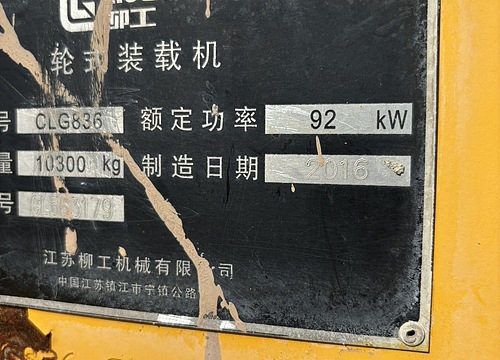 柳工
轮式装载机
号 CLG836 额定功率 92 kW
量 10300 kg 制造日期 2016
号
江苏柳工机械有限公司
中国江苏镇江市宁镇公路